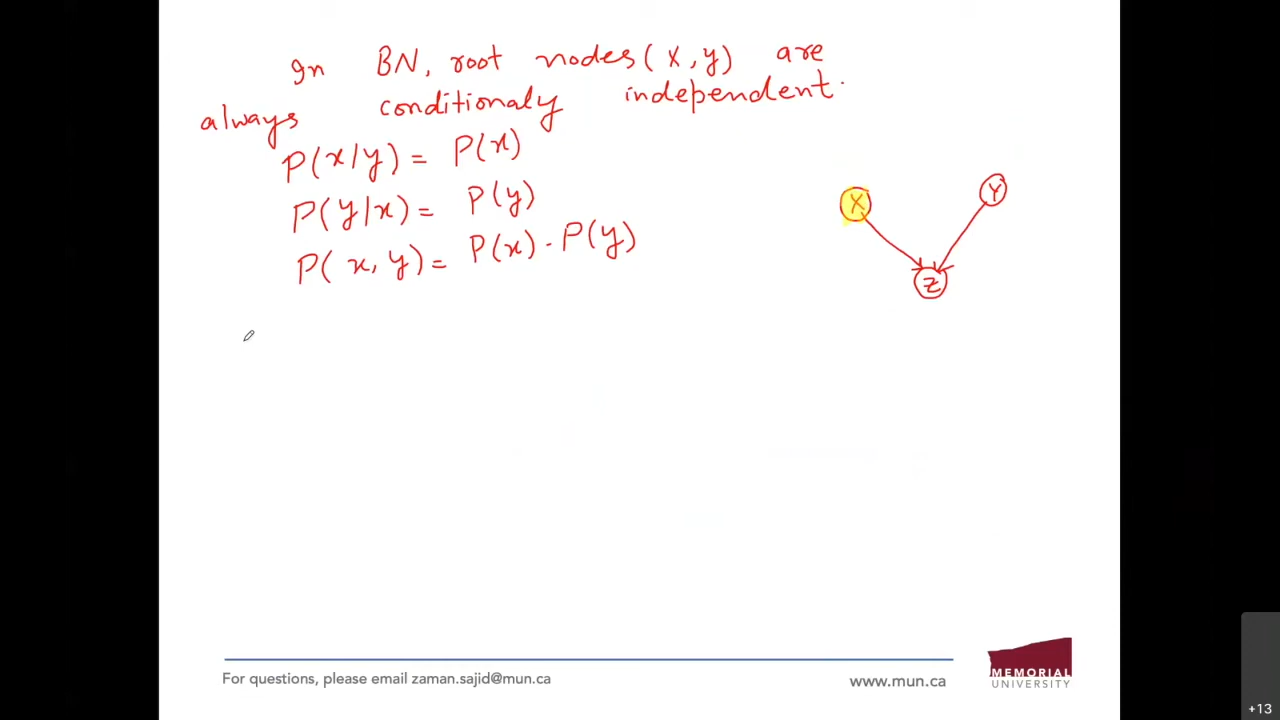 In BN, root nodes (X, y) are
always conditionaly independent.
P(x/y) = P(x)
P(y/x) = P(y)
P(x, y) = P(x) . P(y)
X
Y
Z
For questions, please email zaman.sajid@mun.ca
www.mun.ca
MEMORIAL
UNIVERSITY
+13